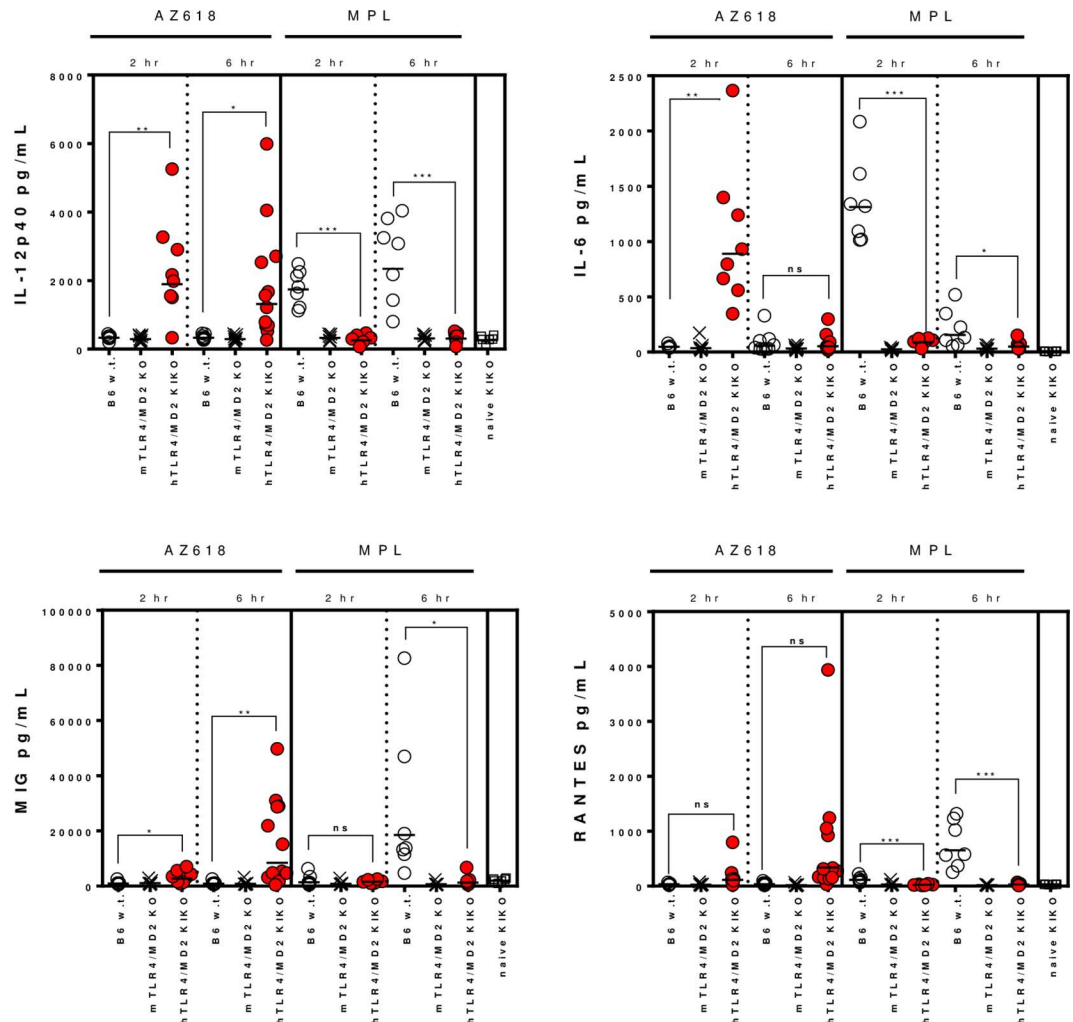 AZ618 MPL
2 hr 6 hr 2 hr 6 hr
** * *** ***
8000
6000
4000
2000
0
IL-12p40 pg/mL
B6 w.t.
mTLR4/MD2 KO
hTLR4/MD2 KIKO
B6 w.t.
mTLR4/MD2 KO
hTLR4/MD2 KIKO
B6 w.t.
mTLR4/MD2 KO
hTLR4/MD2 KIKO
B6 w.t.
mTLR4/MD2 KO
hTLR4/MD2 KIKO
naive KIKO
AZ618 MPL
2 hr 6 hr 2 hr 6 hr
** ns *** *
2500
2000
1500
1000
500
0
IL-6 pg/mL
B6 w.t.
mTLR4/MD2 KO
hTLR4/MD2 KIKO
B6 w.t.
mTLR4/MD2 KO
hTLR4/MD2 KIKO
B6 w.t.
mTLR4/MD2 KO
hTLR4/MD2 KIKO
B6 w.t.
mTLR4/MD2 KO
hTLR4/MD2 KIKO
naive KIKO
AZ618 MPL
2 hr 6 hr 2 hr 6 hr
* ** ns *
100000
80000
60000
40000
20000
0
MIG pg/mL
B6 w.t.
mTLR4/MD2 KO
hTLR4/MD2 KIKO
B6 w.t.
mTLR4/MD2 KO
hTLR4/MD2 KIKO
B6 w.t.
mTLR4/MD2 KO
hTLR4/MD2 KIKO
B6 w.t.
mTLR4/MD2 KO
hTLR4/MD2 KIKO
naive KIKO
AZ618 MPL
2 hr 6 hr 2 hr 6 hr
ns ns *** ***
5000
4000
3000
2000
1000
0
RANTES pg/mL
B6 w.t.
mTLR4/MD2 KO
hTLR4/MD2 KIKO
B6 w.t.
mTLR4/MD2 KO
hTLR4/MD2 KIKO
B6 w.t.
mTLR4/MD2 KO
hTLR4/MD2 KIKO
B6 w.t.
mTLR4/MD2 KO
hTLR4/MD2 KIKO
naive KIKO